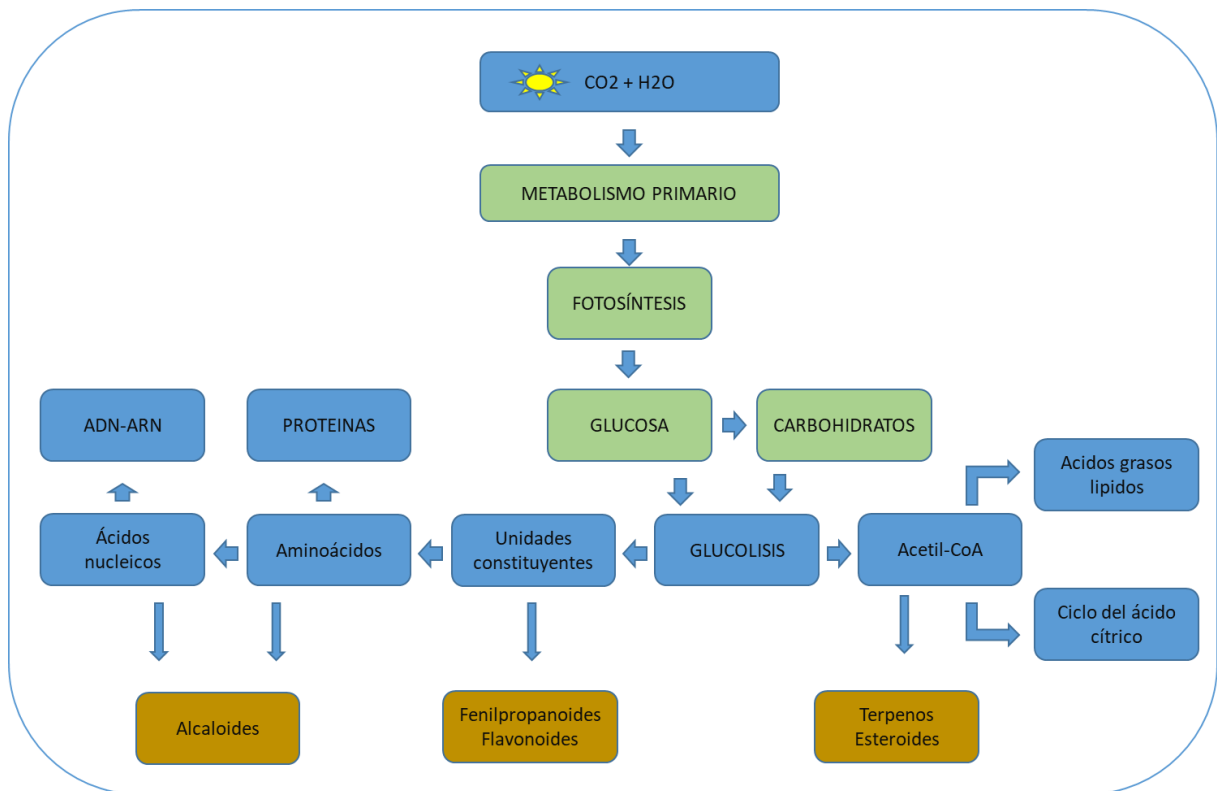 CO2 + H2O
METABOLISMO PRIMARIO
FOTOSÍNTESIS
GLUCOSA
CARBOHIDRATOS
ADN-ARN
PROTEINAS
Acidos grasos
lipidos
Ácidos
nucleicos
Aminoácidos
Unidades
constituyentes
GLUCOLISIS
Acetil-CoA
Ciclo del ácido
cítrico
Alcaloides
Fenilpropanoides
Flavonoides
Terpenos
Esteroides